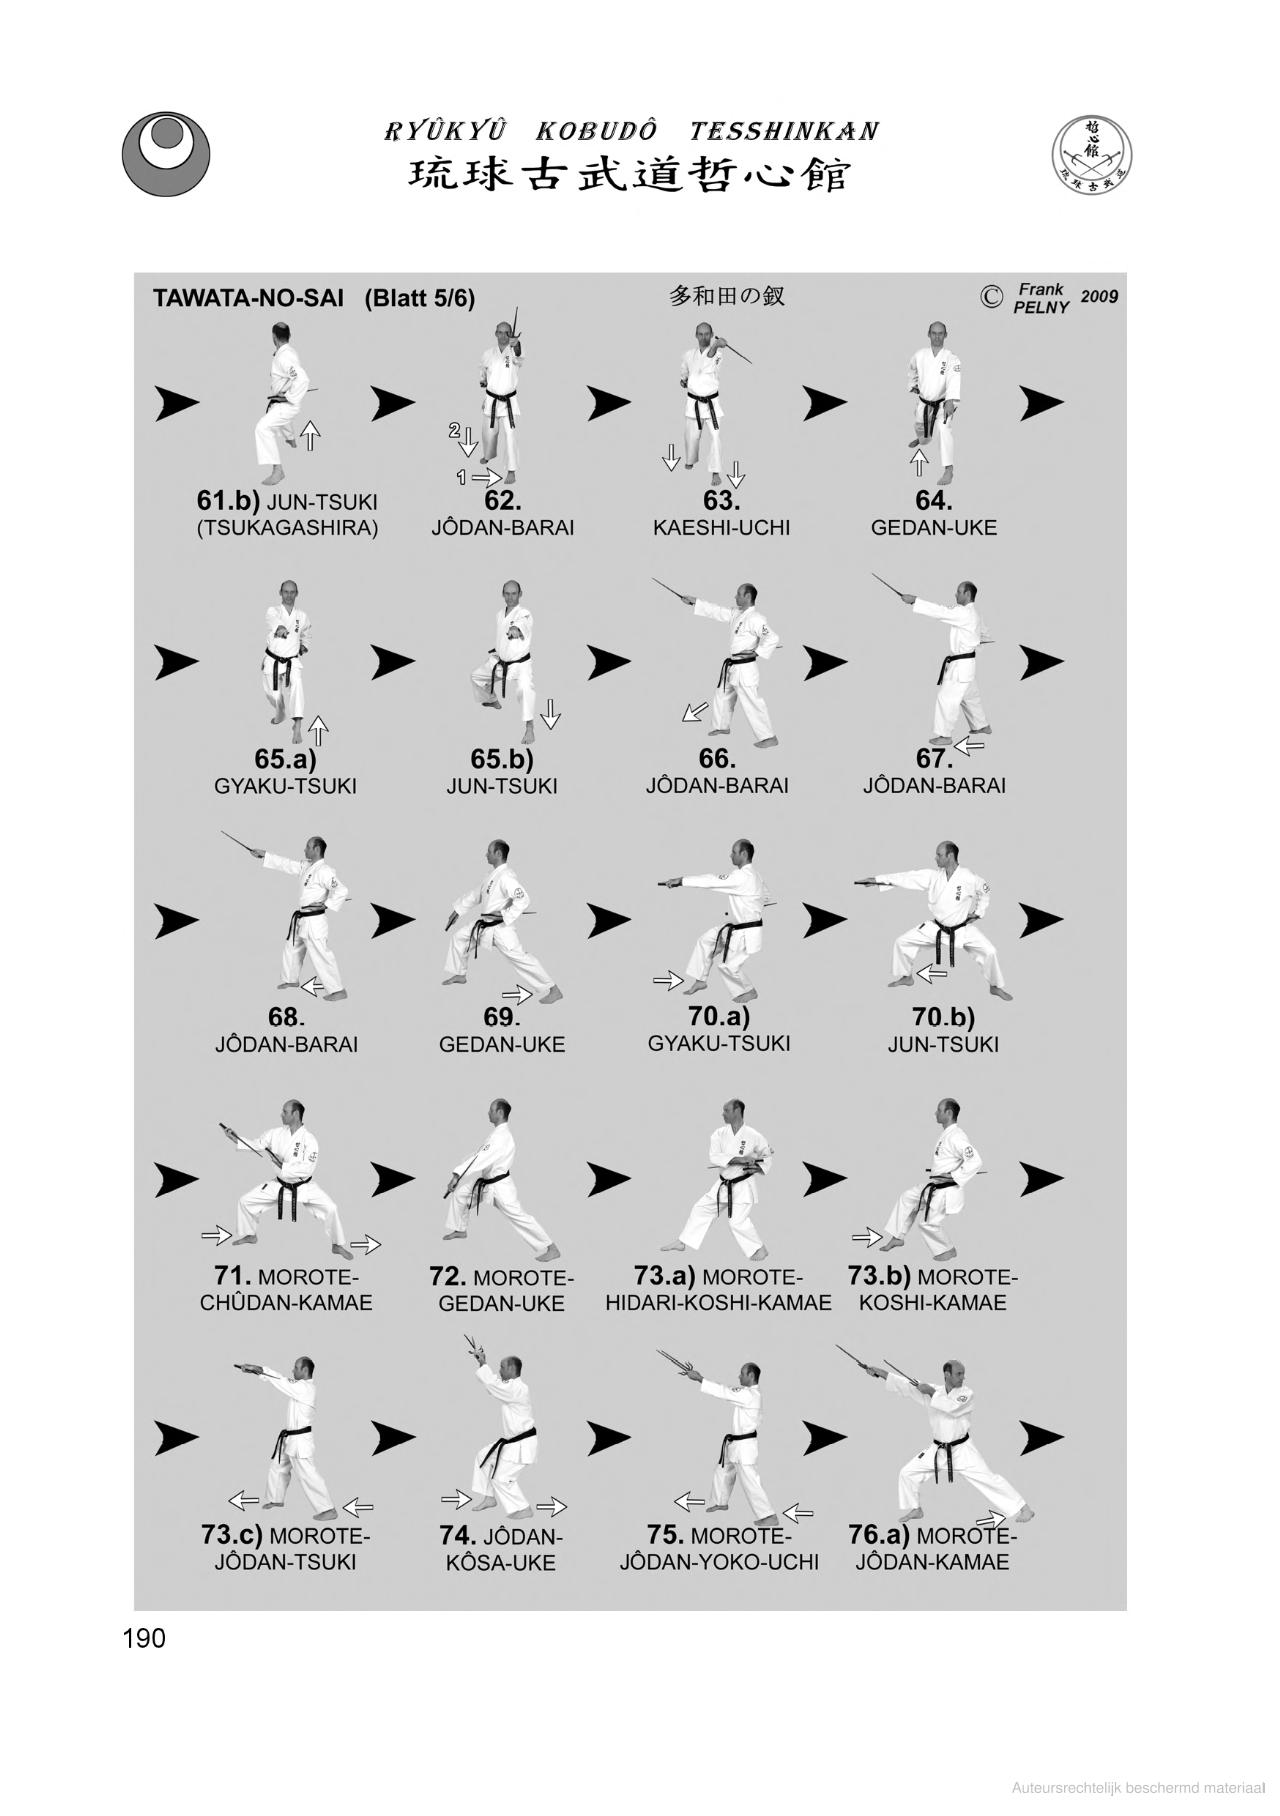 RYÛKYÛ KOBUDÔ TESSHINKAN
琉球古武道哲心館
哲心館
琉球古武道
TAWATA-NO-SAI (Blatt 5/6) 多和田の釵 © Frank PELNY 2009
2
1
61.b) JUN-TSUKI 62. 63. 64.
(TSUKAGASHIRA) JÔDAN-BARAI KAESHI-UCHI GEDAN-UKE
65.a) 65.b) 66. 67.
GYAKU-TSUKI JUN-TSUKI JÔDAN-BARAI JÔDAN-BARAI
68. 69. 70.a) 70.b)
JÔDAN-BARAI GEDAN-UKE GYAKU-TSUKI JUN-TSUKI
71. MOROTE- 72. MOROTE- 73.a) MOROTE- 73.b) MOROTE-
CHÛDAN-KAMAE GEDAN-UKE HIDARI-KOSHI-KAMAE KOSHI-KAMAE
73.c) MOROTE- 74. JÔDAN- 75. MOROTE- 76.a) MOROTE-
JÔDAN-TSUKI KÔSA-UKE JÔDAN-YOKO-UCHI JÔDAN-KAMAE
190
Auteursrechtelijk beschermd materiaal